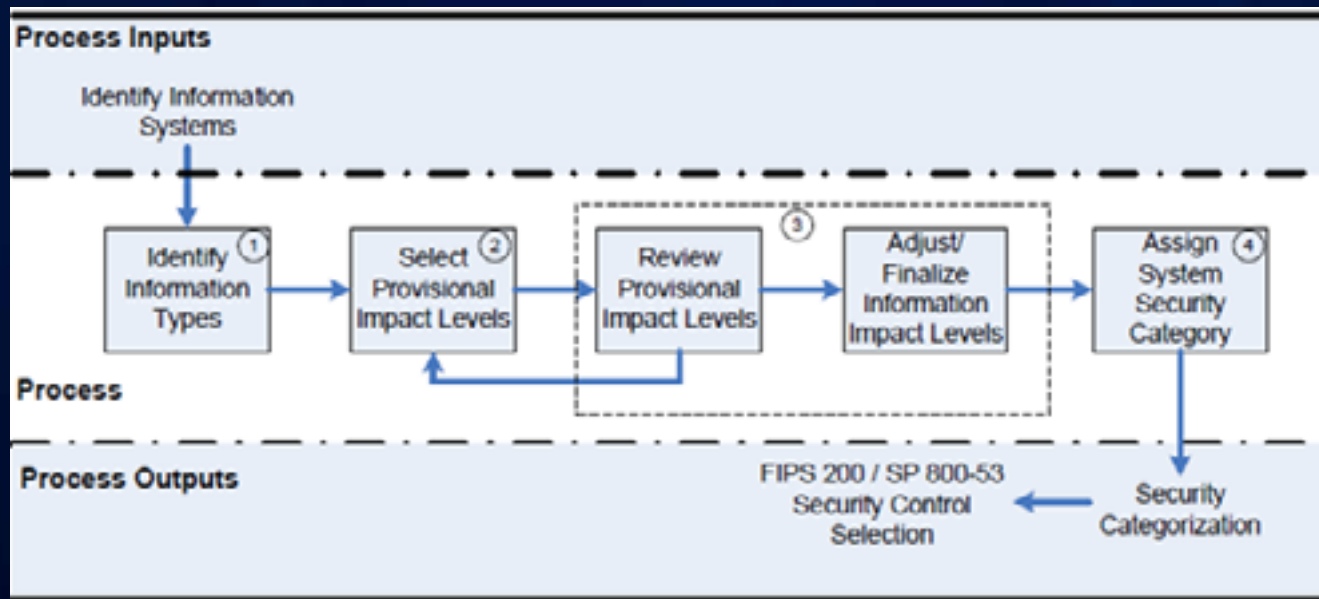 Process Inputs
Identify Information
Systems
1
Identify
Information
Types
2
Select
Provisional
Impact Levels
3
Review
Provisional
Impact Levels
Adjust/
Finalize
Information
Impact Levels
4
Assign
System
Security
Category
Process
Process Outputs
FIPS 200 / SP 800-53
Security Control
Selection
Security
Categorization